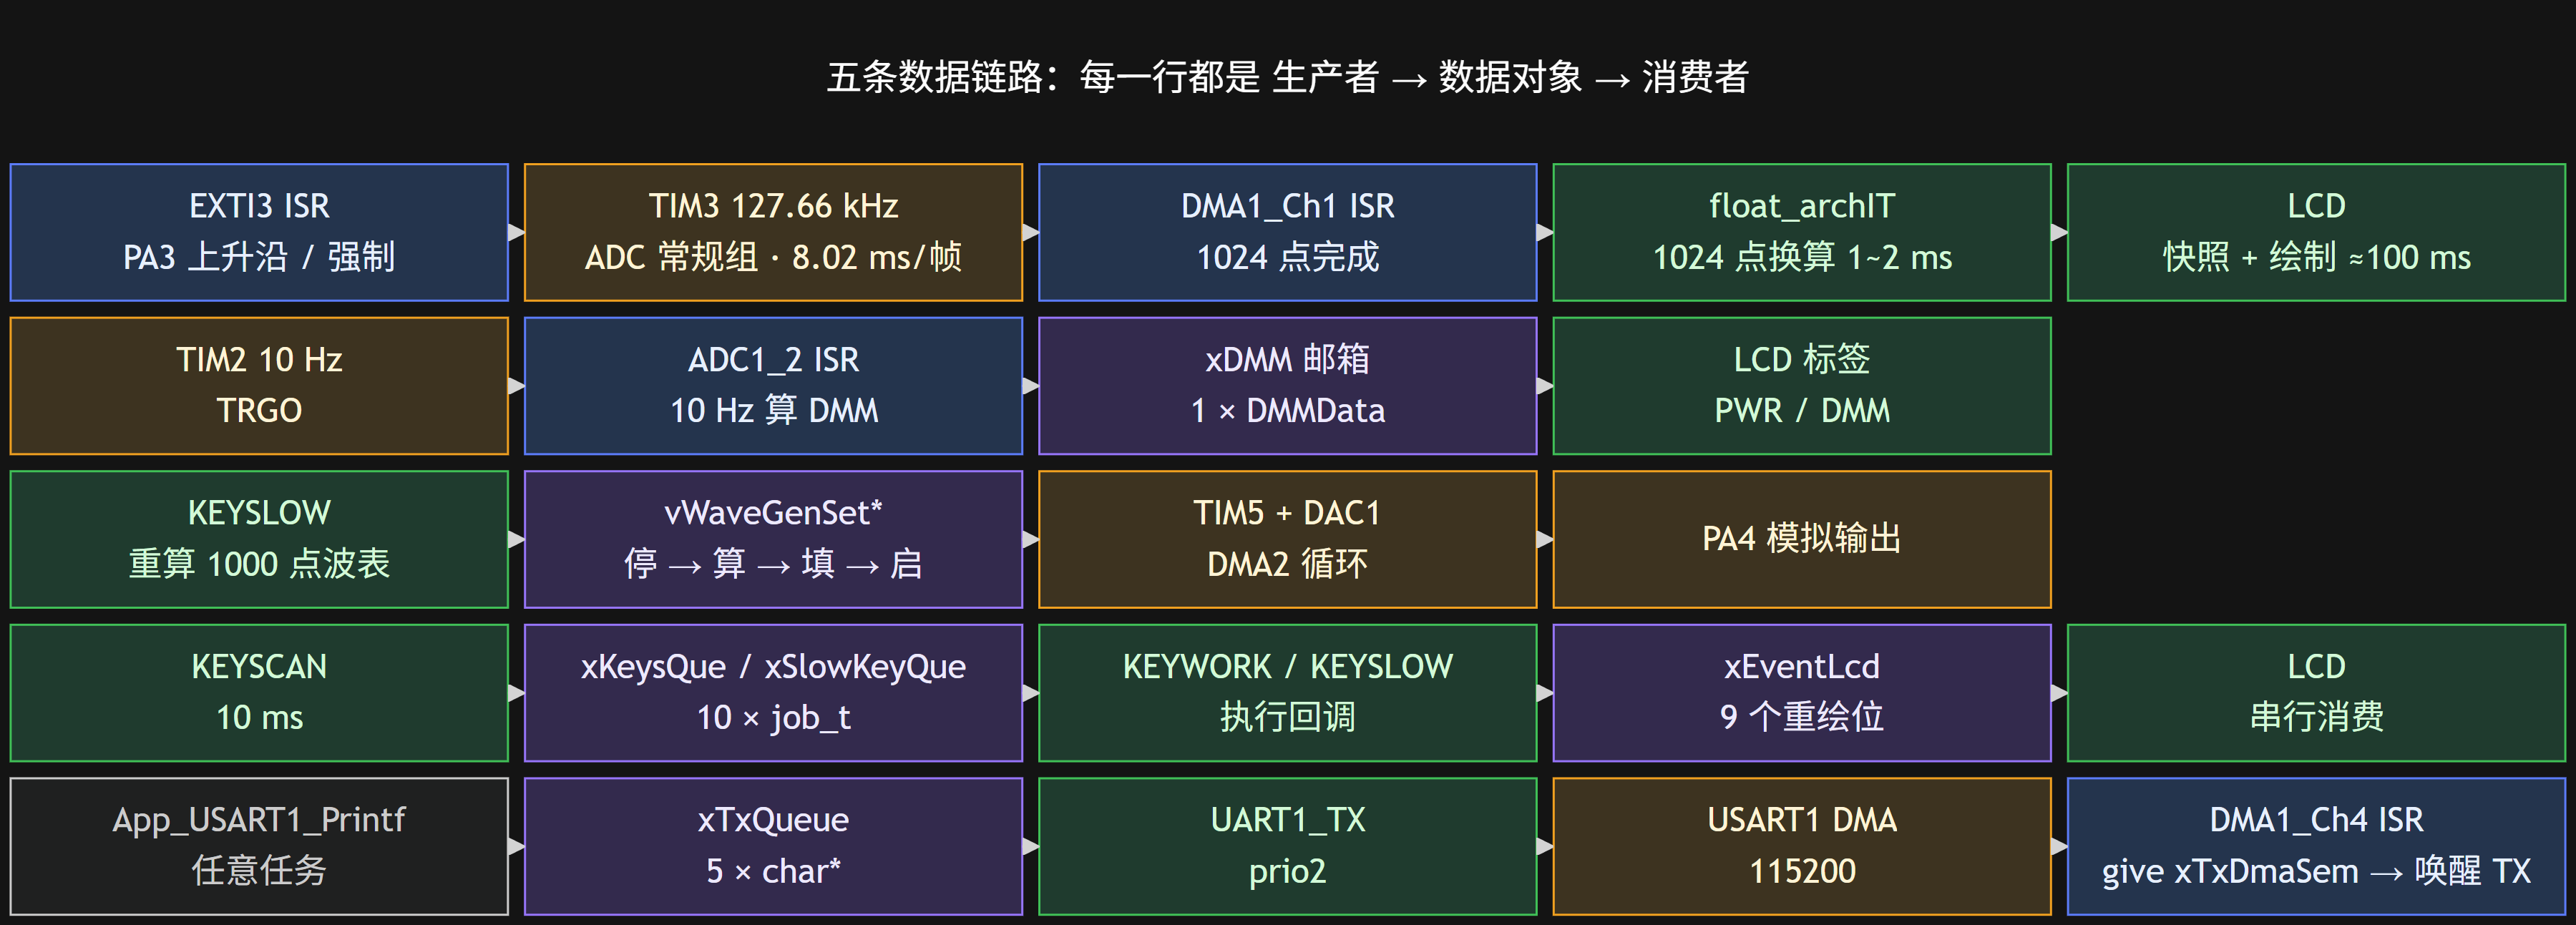 五条数据链路：每一行都是 生产者 → 数据对象 → 消费者
EXTI3 ISR
PA3 上升沿 / 强制
TIM3 127.66 kHz
ADC 常规组 · 8.02 ms/帧
DMA1_Ch1 ISR
1024 点完成
float_archIT
1024 点换算 1~2 ms
LCD
快照 + 绘制 ≈100 ms
TIM2 10 Hz
TRGO
ADC1_2 ISR
10 Hz 算 DMM
xDMM 邮箱
1 × DMMData
LCD 标签
PWR / DMM
KEYSLOW
重算 1000 点波表
vWaveGenSet*
停 → 算 → 填 → 启
TIM5 + DAC1
DMA2 循环
PA4 模拟输出
KEYSCAN
10 ms
xKeysQue / xSlowKeyQue
10 × job_t
KEYWORK / KEYSLOW
执行回调
xEventLcd
9 个重绘位
LCD
串行消费
App_USART1_Printf
任意任务
xTxQueue
5 × char*
UART1_TX
prio2
USART1 DMA
115200
DMA1_Ch4 ISR
give xTxDmaSem → 唤醒 TX